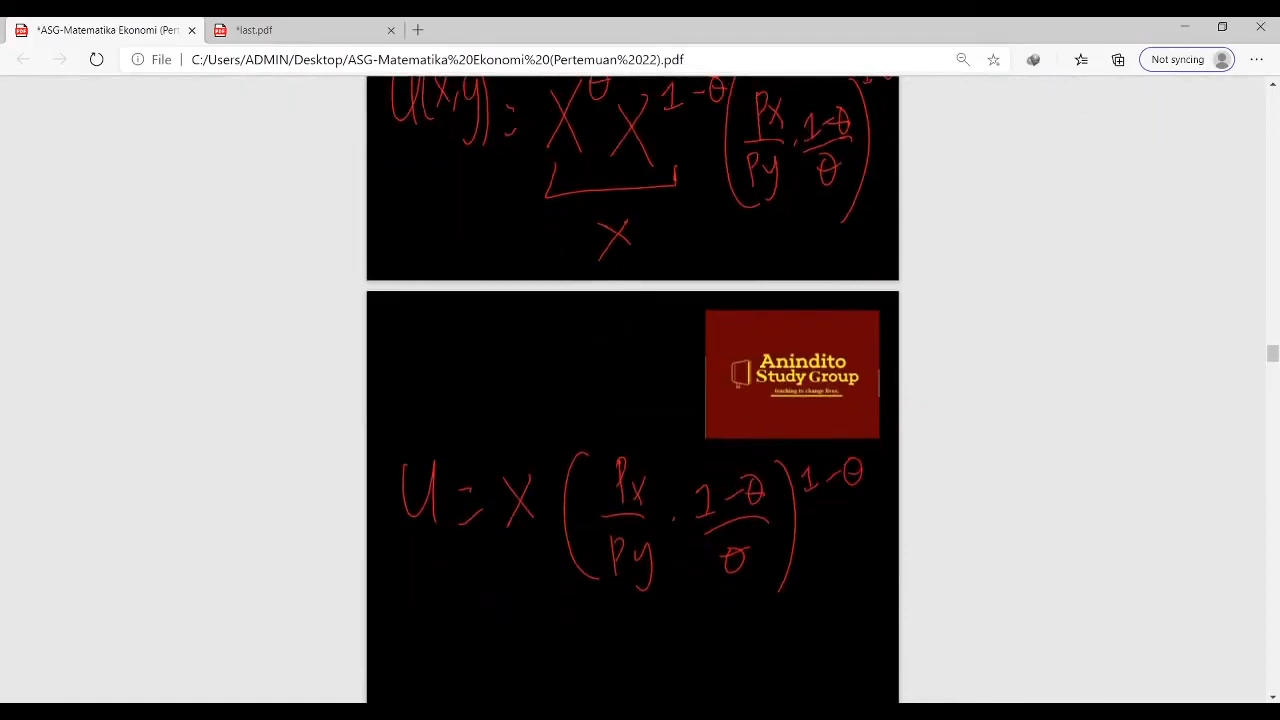 *ASG-Matematika Ekonomi (Pert
*last.pdf
File
C:/Users/ADMIN/Desktop/ASG-Matematika%20Ekonomi%20(Pertemuan%2022).pdf
Not syncing
U(x,y) = X^θ X^{1-θ} (Px/Py · 1-θ/θ)
X
Anindito
Study Group
teaching to change lives.
U = X (Px/Py · 1-θ/θ)^{1-θ}